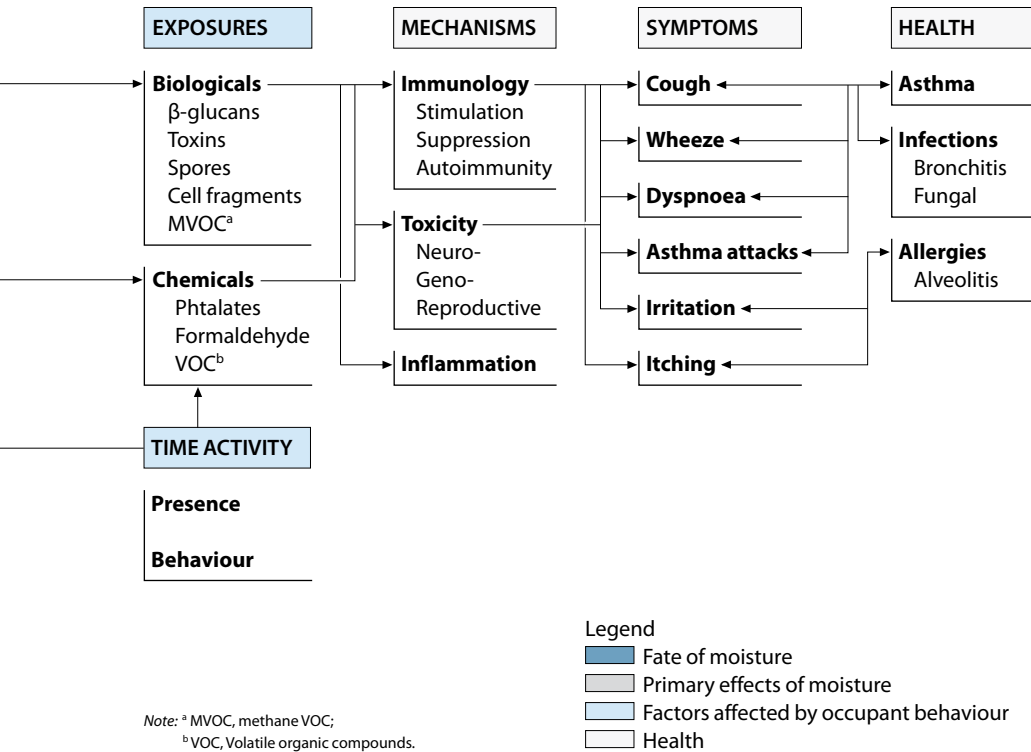 EXPOSURES
Biologicals
β-glucans
Toxins
Spores
Cell fragments
MVOCᵃ
Chemicals
Phtalates
Formaldehyde
VOCᵇ
TIME ACTIVITY
Presence
Behaviour
MECHANISMS
Immunology
Stimulation
Suppression
Autoimmunity
Toxicity
Neuro-
Geno-
Reproductive
Inflammation
SYMPTOMS
Cough
Wheeze
Dyspnoea
Asthma attacks
Irritation
Itching
HEALTH
Asthma
Infections
Bronchitis
Fungal
Allergies
Alveolitis
Legend
Fate of moisture
Primary effects of moisture
Factors affected by occupant behaviour
Health
Note: ᵃ MVOC, methane VOC;
ᵇ VOC, Volatile organic compounds.